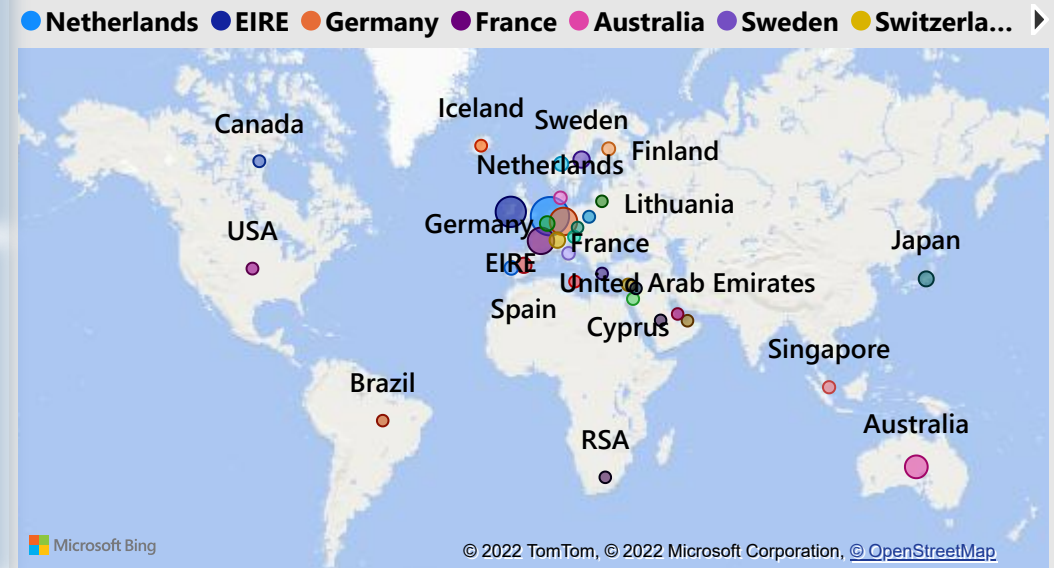 Netherlands EIRE Germany France Australia Sweden Switzerla...
Iceland
Sweden
Canada
Finland
Netherlands
Lithuania
Germany
USA
France
Japan
EIRE
United Arab Emirates
Spain
Cyprus
Singapore
Brazil
Australia
RSA
Microsoft Bing
© 2022 TomTom, © 2022 Microsoft Corporation, © OpenStreetMap